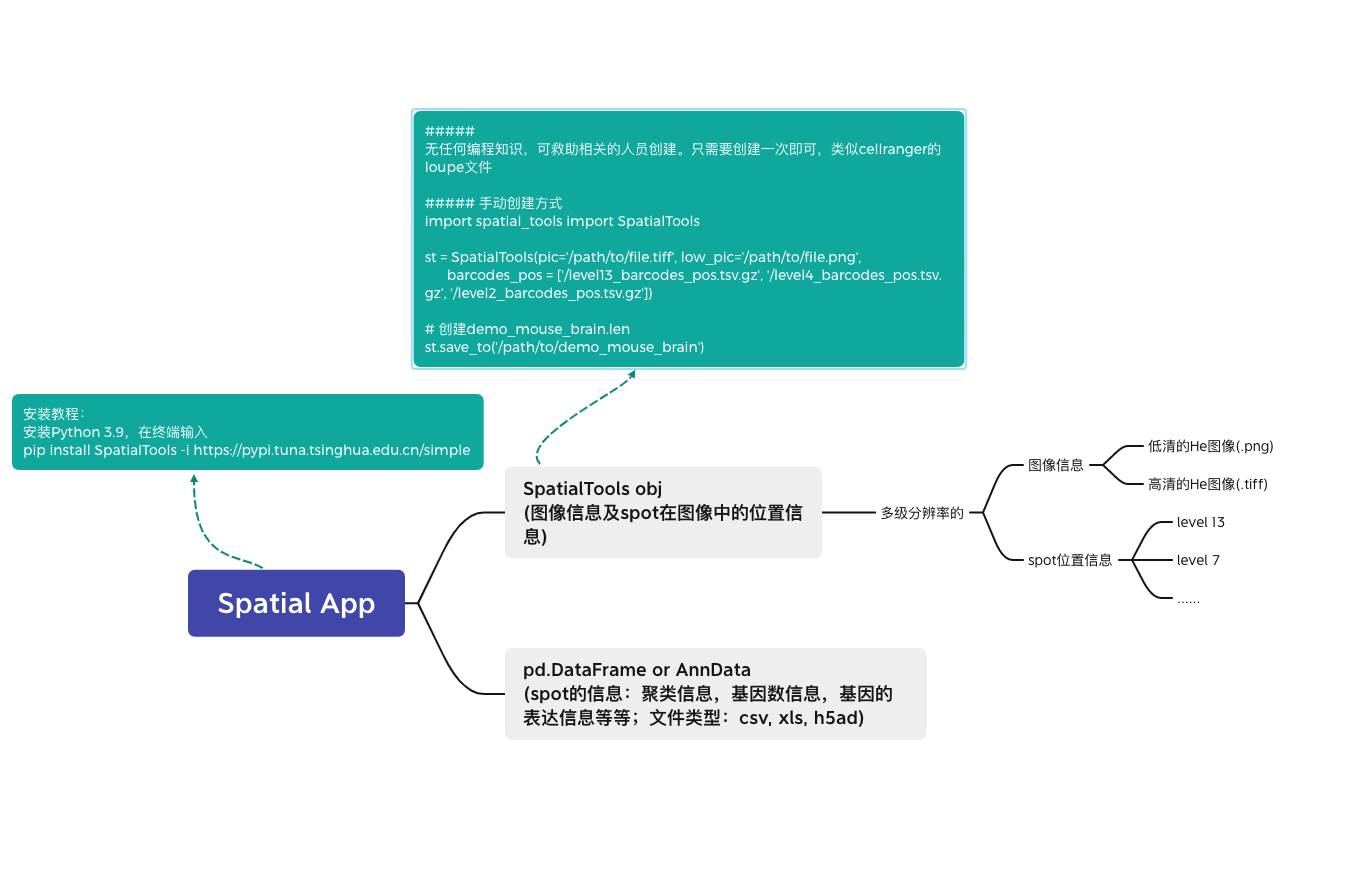 #####
无任何编程知识，可救助相关的人员创建。只需要创建一次即可，类似cellranger的
loupe文件
##### 手动创建方式
import spatial_tools import SpatialTools
st = SpatialTools(pic='/path/to/file.tiff', low_pic='/path/to/file.png',
barcodes_pos = ['/level13_barcodes_pos.tsv.gz', '/level4_barcodes_pos.tsv.
gz', '/level2_barcodes_pos.tsv.gz'])
# 创建demo_mouse_brain.len
st.save_to('/path/to/demo_mouse_brain')
安装教程：
安装Python 3.9，在终端输入
pip install SpatialTools -i https://pypi.tuna.tsinghua.edu.cn/simple
Spatial App
SpatialTools obj
(图像信息及spot在图像中的位置信
息)
多级分辨率的
图像信息
低清的He图像(.png)
高清的He图像(.tiff)
spot位置信息
level 13
level 7
......
pd.DataFrame or AnnData
(spot的信息：聚类信息，基因数信息，基因的
表达信息等等；文件类型：csv, xls, h5ad)